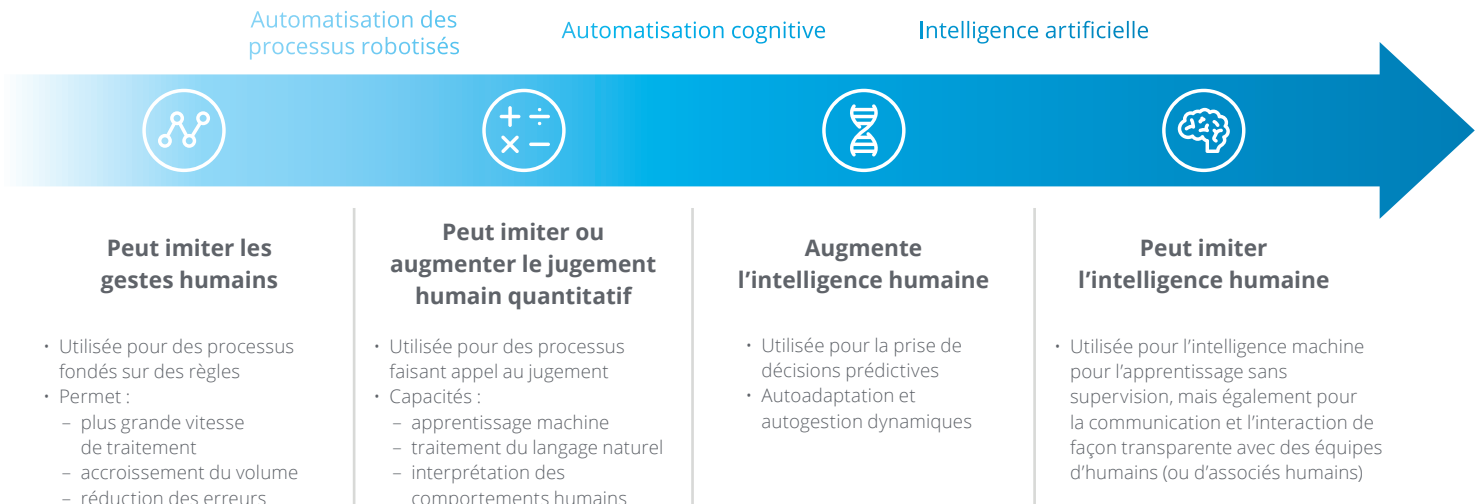 Automatisation des
processus robotisés
Automatisation cognitive
Intelligence artificielle
Peut imiter les
gestes humains
• Utilisée pour des processus
fondés sur des règles
• Permet :
– plus grande vitesse
de traitement
– accroissement du volume
– réduction des erreurs
Peut imiter ou
augmenter le jugement
humain quantitatif
• Utilisée pour des processus
faisant appel au jugement
• Capacités :
– apprentissage machine
– traitement du langage naturel
– interprétation des
comportements humains
Augmente
l’intelligence humaine
• Utilisée pour la prise de
décisions prédictives
• Autoadaptation et
autogestion dynamiques
Peut imiter
l’intelligence humaine
• Utilisée pour l’intelligence machine
pour l’apprentissage sans
supervision, mais également pour
la communication et l’interaction de
façon transparente avec des équipes
d’humains (ou d’associés humains)